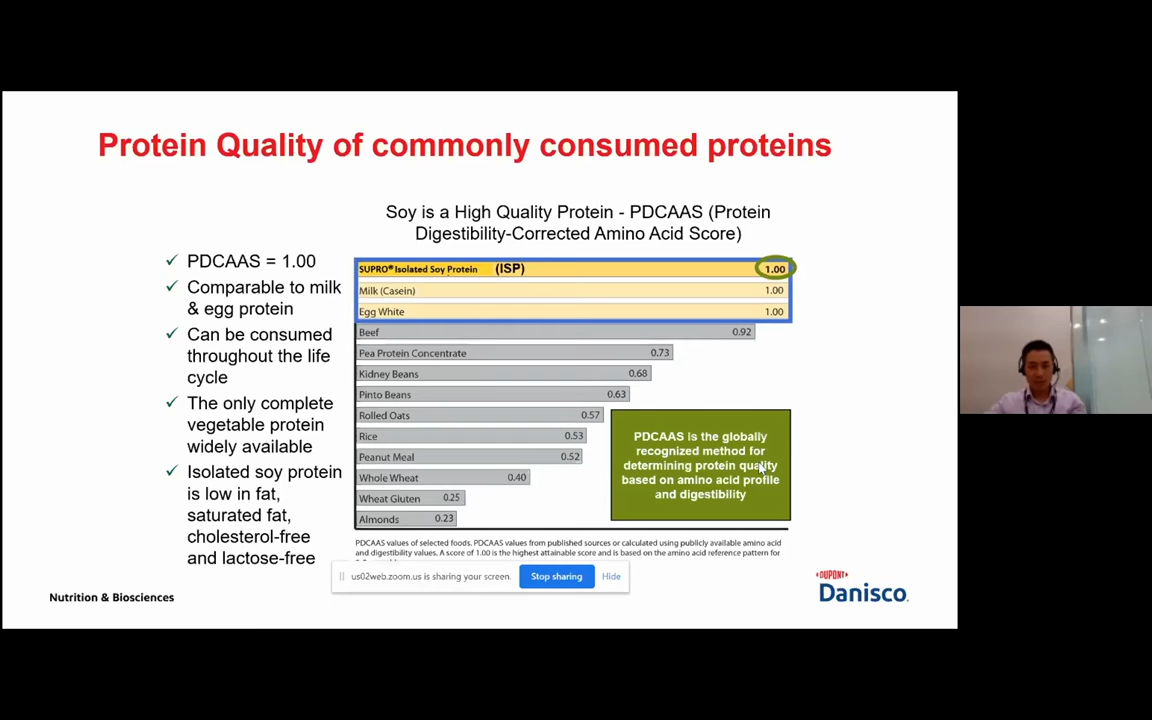 Protein Quality of commonly consumed proteins
Soy is a High Quality Protein - PDCAAS (Protein
Digestibility-Corrected Amino Acid Score)
✓ PDCAAS = 1.00
✓ Comparable to milk
& egg protein
✓ Can be consumed
throughout the life
cycle
✓ The only complete
vegetable protein
widely available
✓ Isolated soy protein
is low in fat,
saturated fat,
cholesterol-free
and lactose-free
SUPRO® Isolated Soy Protein (ISP) 1.00
Milk (Casein) 1.00
Egg White 1.00
Beef 0.92
Pea Protein Concentrate 0.73
Kidney Beans 0.68
Pinto Beans 0.63
Rolled Oats 0.57
Rice 0.53
Peanut Meal 0.52
Whole Wheat 0.40
Wheat Gluten 0.25
Almonds 0.23
PDCAAS is the globally
recognized method for
determining protein quality
based on amino acid profile
and digestibility
PDCAAS values of selected foods. PDCAAS values from published sources or calculated using publicly available amino acid
and digestibility values. A score of 1.00 is the highest attainable score and is based on the amino acid reference pattern for
us02web.zoom.us is sharing your screen. Stop sharing Hide
Nutrition & Biosciences
DUPONT
Danisco.